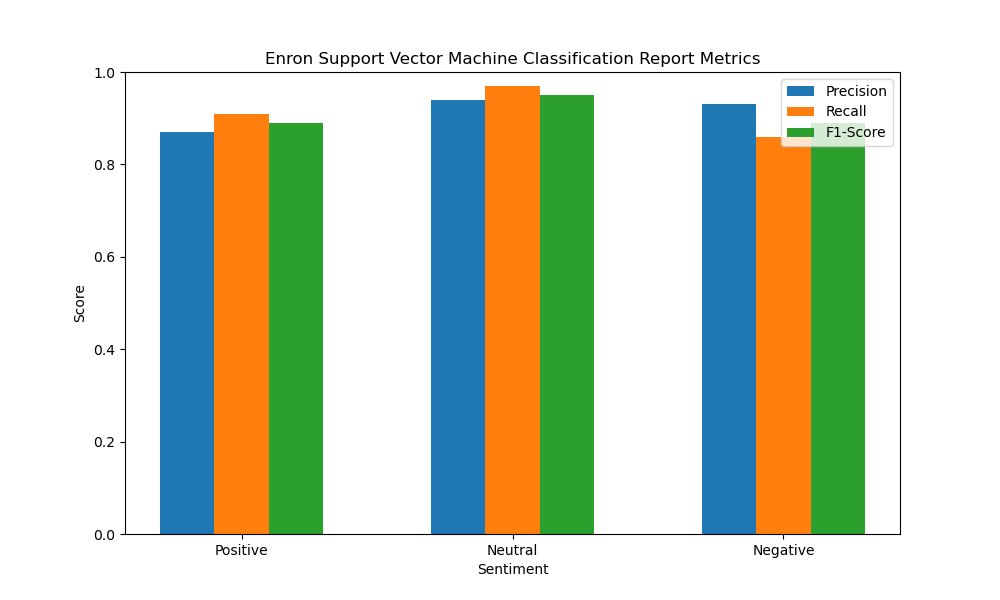 Enron Support Vector Machine Classification Report Metrics
Precision
Recall
F1-Score
1.0
0.8
0.6
0.4
0.2
0.0
Score
Positive
Neutral
Negative
Sentiment